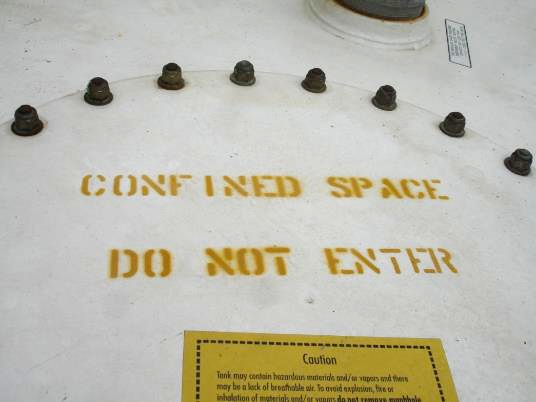 CONFINED SPACE
DO NOT ENTER
Caution
Tank may contain hazardous materials and/or vapors and there
may be a lack of breathable air. To avoid explosion, fire or
inhalation of materials and/or vapors do not remove manhole